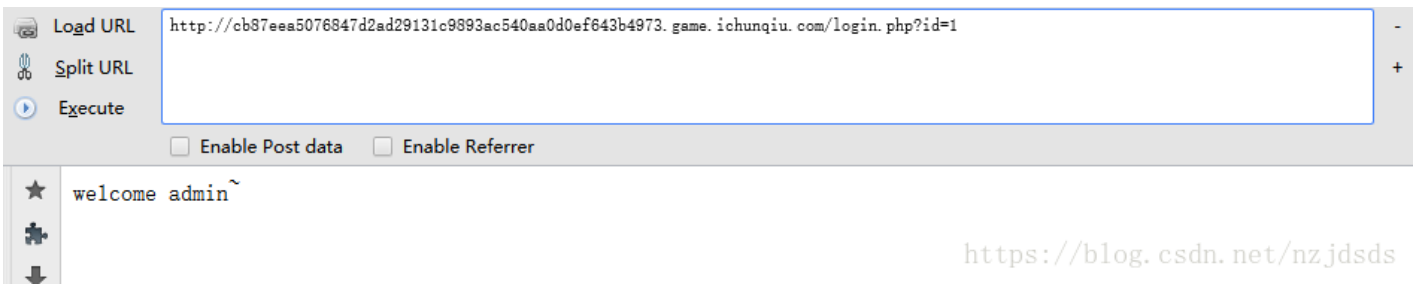 Load URL
http://cb87eea5076847d2ad29131c9893ac540aa0d0ef643b4973.game.ichunqiu.com/login.php?id=1
-
Split URL
+
Execute
Enable Post data
Enable Referrer
welcome admin~
https://blog.csdn.net/nzjdsds